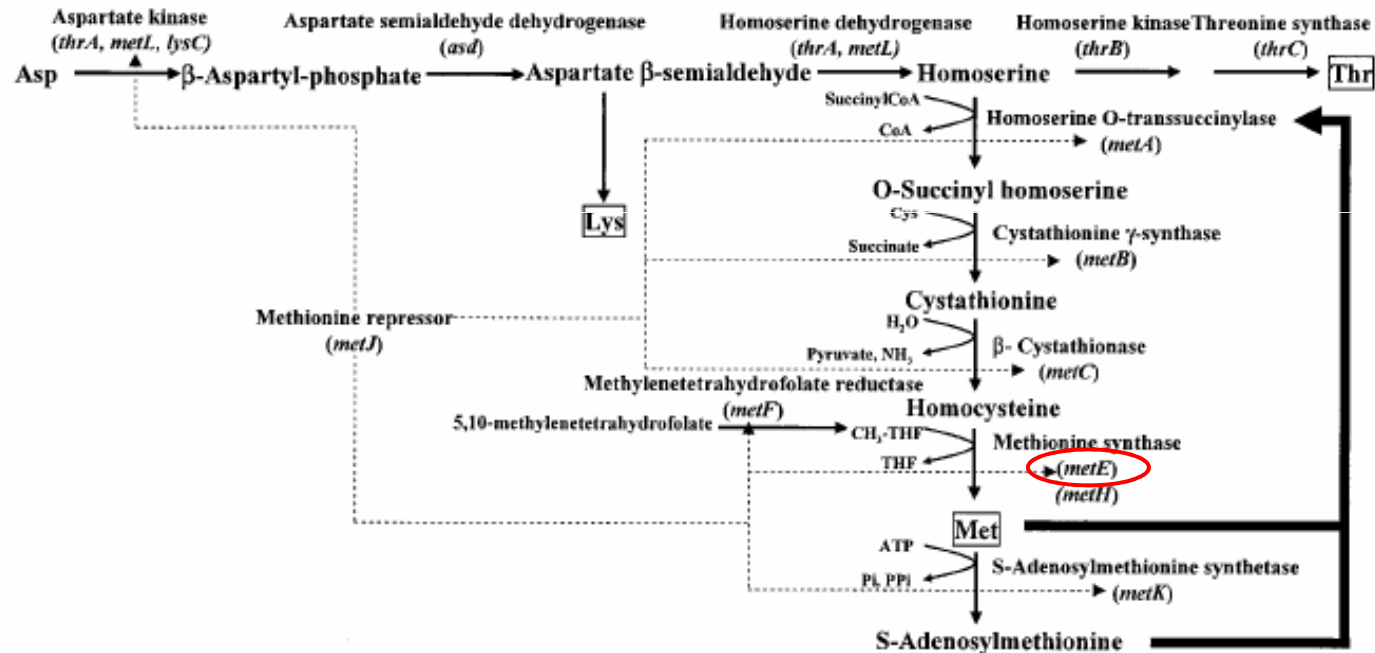 Aspartate kinase
(thrA, metL, lysC)
Aspartate semialdehyde dehydrogenase
(asd)
Homoserine dehydrogenase
(thrA, metL)
Homoserine kinase
(thrB)
Threonine synthase
(thrC)
Asp
β-Aspartyl-phosphate
Aspartate β-semialdehyde
Homoserine
Thr
SuccinylCoA
CoA
Homoserine O-transsuccinylase
(metA)
O-Succinyl homoserine
Lys
Cys
Succinate
Cystathionine γ-synthase
(metB)
Cystathionine
Methionine repressor
(metJ)
H₂O
Pyruvate, NH₃
β- Cystathionase
(metC)
Methylenetetrahydrofolate reductase
(metF)
Homocysteine
5,10-methylenetetrahydrofolate
CH₃-THF
THF
Methionine synthase
(metE)
(metH)
Met
ATP
Pi, PPi
S-Adenosylmethionine synthetase
(metK)
S-Adenosylmethionine